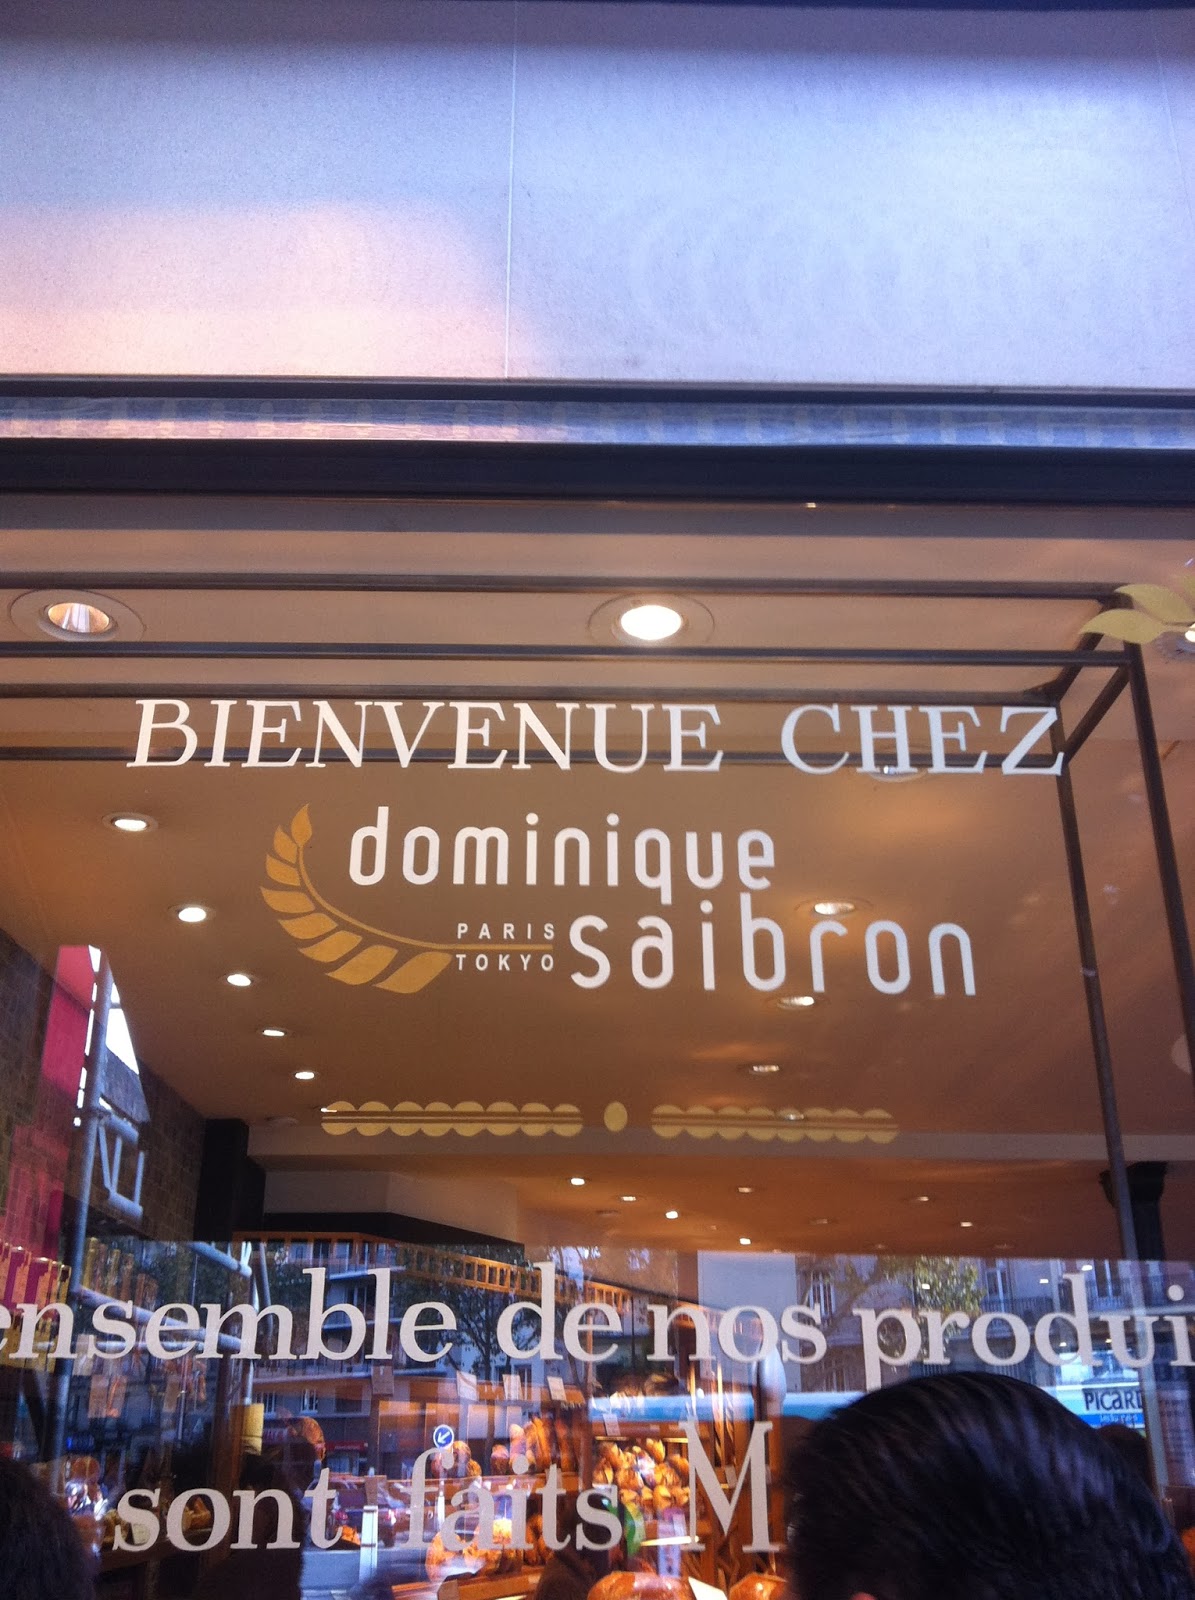 BIENVENUE CHEZ
dominique
PARIS
TOKYO
saibron
ensemble de nos produi
PICARD
sont faits M